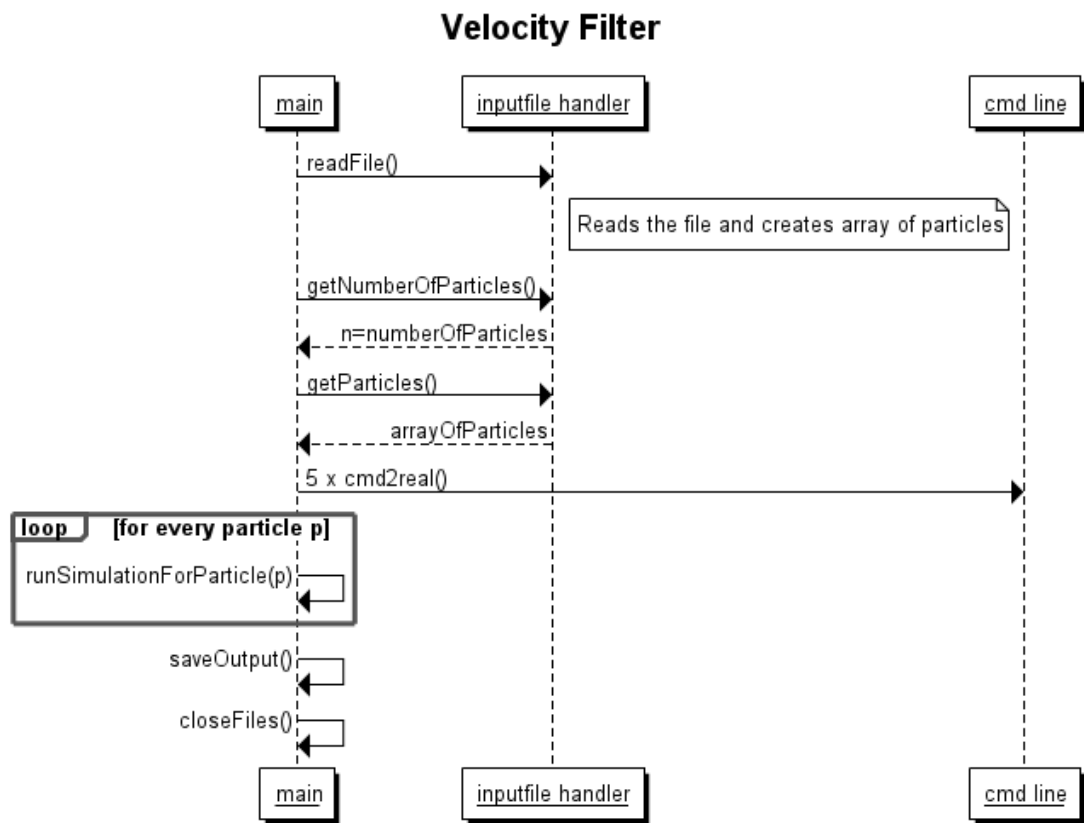 Velocity Filter
main
inputfile handler
cmd line
readFile()
Reads the file and creates array of particles
getNumberOfParticles()
n=numberOfParticles
getParticles()
arrayOfParticles
5 x cmd2real()
loop [for every particle p]
runSimulationForParticle(p)
saveOutput()
closeFiles()
main
inputfile handler
cmd line